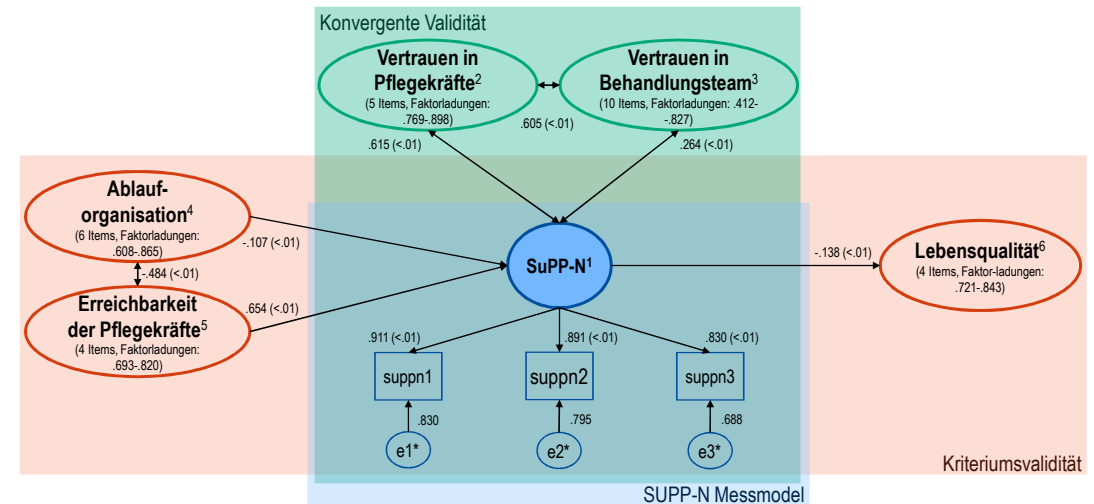 Konvergente Validität
Vertrauen in
Pflegekräfte²
(5 Items, Faktorladungen:
.769-.898)
Vertrauen in
Behandlungsteam³
(10 Items, Faktorladungen: .412-
-.827)
.605 (<.01)
.615 (<.01)
.264 (<.01)
Ablauf-
organisation⁴
(6 Items, Faktorladungen:
.608-.865)
-.107 (<.01)
-.484 (<.01)
Erreichbarkeit
der Pflegekräfte⁵
(4 Items, Faktorladungen:
.693-.820)
.654 (<.01)
SuPP-N¹
-.138 (<.01)
Lebensqualität⁶
(4 Items, Faktor-ladungen:
.721-.843)
.911 (<.01)
.891 (<.01)
.830 (<.01)
suppn1
suppn2
suppn3
.830
.795
.688
e1*
e2*
e3*
Kriteriumsvalidität
SUPP-N Messmodel